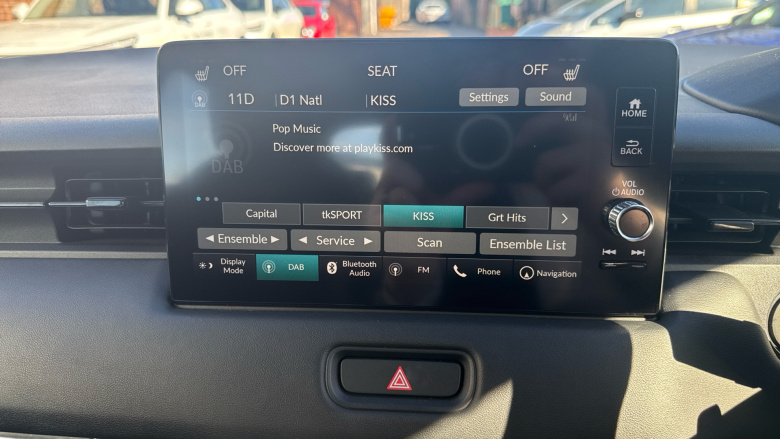 OFF SEAT OFF
DAB 11D D1 Natl KISS Settings Sound
HOME
Pop Music
Discover more at playkiss.com
BACK
DAB
VOL
AUDIO
Capital tkSPORT KISS Grt Hits
Ensemble Service Scan Ensemble List
Display Mode DAB Bluetooth Audio FM Phone Navigation